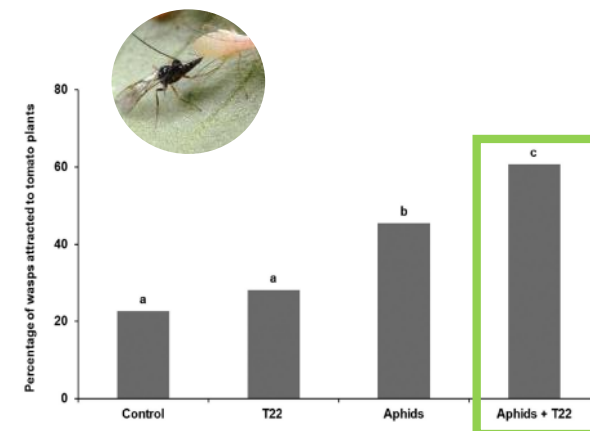 Percentage of wasps attracted to tomato plants
80
60
40
20
0
a
a
b
c
Control
T22
Aphids
Aphids + T22